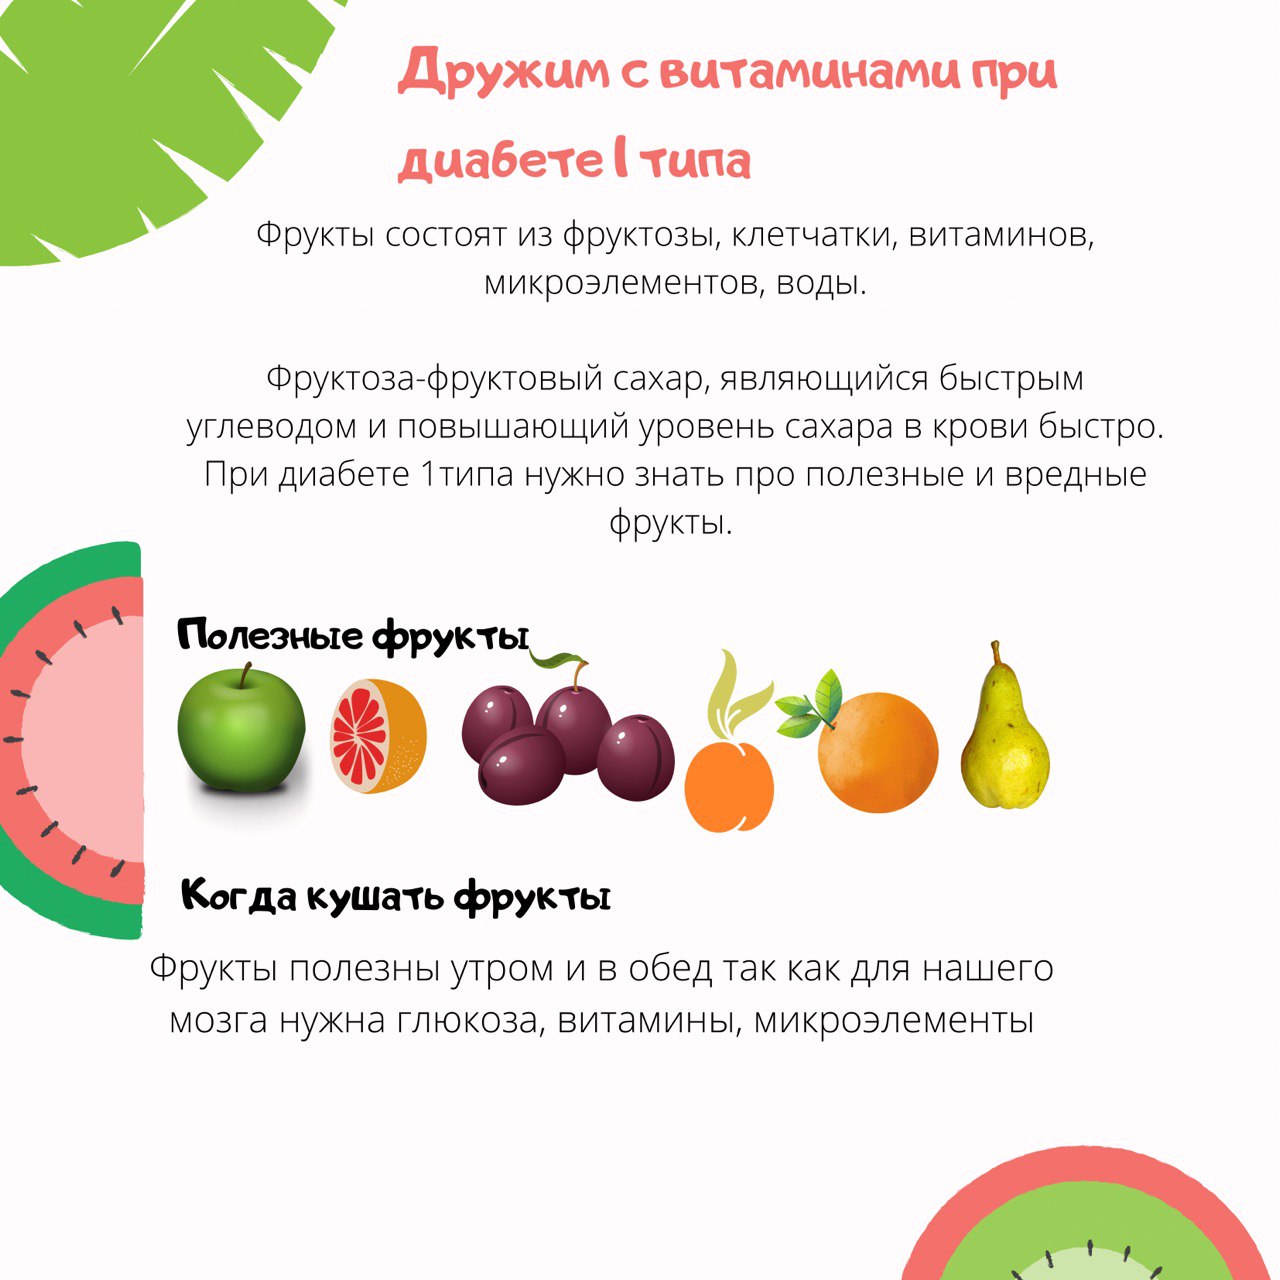 Дружим с витаминами при
диабете 1 типа
Фрукты состоят из фруктозы, клетчатки, витаминов,
микроэлементов, воды.
Фруктоза-фруктовый сахар, являющийся быстрым
углеводом и повышающий уровень сахара в крови быстро.
При диабете 1типа нужно знать про полезные и вредные
фрукты.
Полезные фрукты
Когда кушать фрукты
Фрукты полезны утром и в обед так как для нашего
мозга нужна глюкоза, витамины, микроэлементы